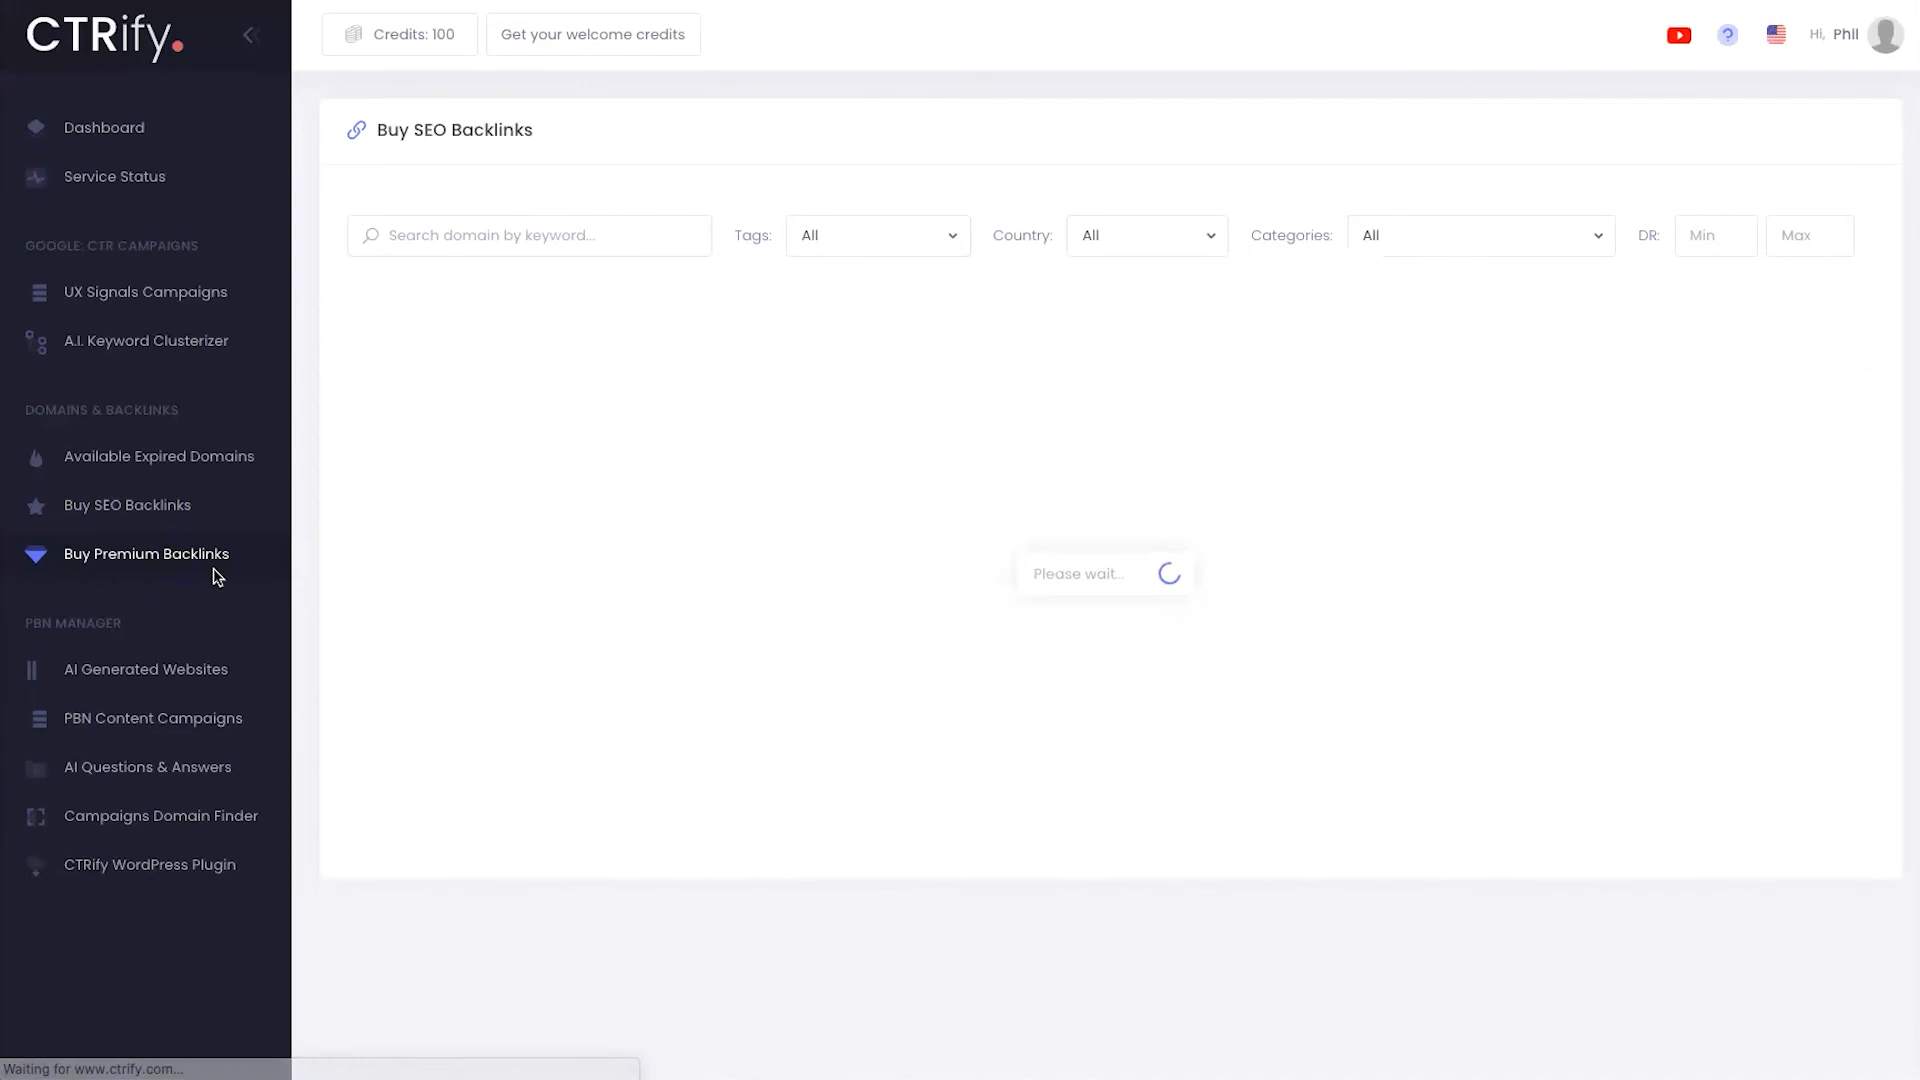 CTRify.
Credits: 100
Get your welcome credits
?
Hi, Phil
Dashboard
Service Status
GOOGLE: CTR CAMPAIGNS
UX Signals Campaigns
A.I. Keyword Clusterizer
DOMAINS & BACKLINKS
Available Expired Domains
Buy SEO Backlinks
Buy Premium Backlinks
PBN MANAGER
AI Generated Websites
PBN Content Campaigns
AI Questions & Answers
Campaigns Domain Finder
CTRify WordPress Plugin
Buy SEO Backlinks
Search domain by keyword...
Tags: All
Country: All
Categories: All
DR: Min Max
Please wait...
Waiting for www.ctrify.com...